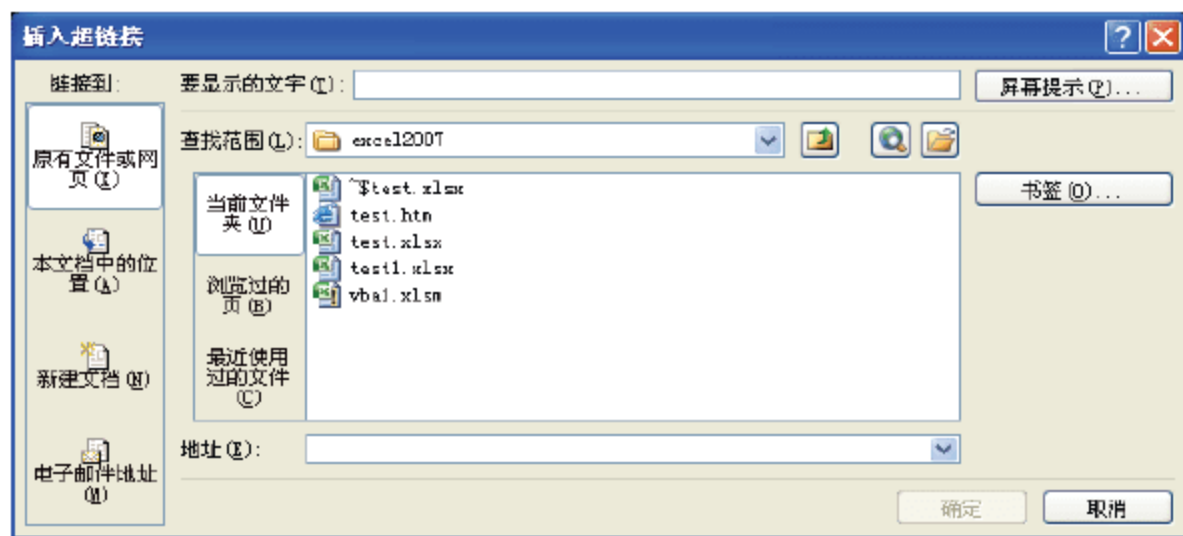 插入超链接
链接到:
要显示的文字(T):
屏幕提示(P)...
原有文件或网
页(X)
查找范围(L):
excel2007
当前文件
夹(U)
~$test.xlsx
test.htm
test.xlsx
test1.xlsx
vba1.xlsm
书签(O)...
本文档中的位
置(A)
浏览过的
页(B)
新建文档(N)
最近使用
过的文件
(C)
电子邮件地址
(M)
地址(E):
确定
取消